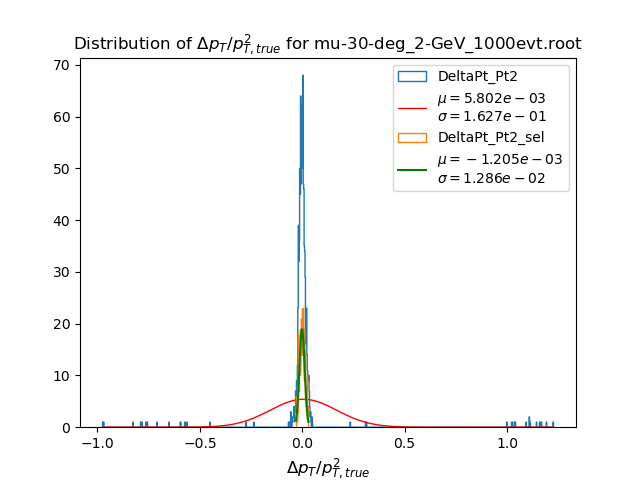 Distribution of Δp_T/p²_{T,true} for mu-30-deg_2-GeV_1000evt.root
DeltaPt_Pt2
μ = 5.802e − 03
σ = 1.627e − 01
DeltaPt_Pt2_sel
μ = − 1.205e − 03
σ = 1.286e − 02
70
60
50
40
30
20
10
0
−1.0 −0.5 0.0 0.5 1.0
Δp_T/p²_{T,true}